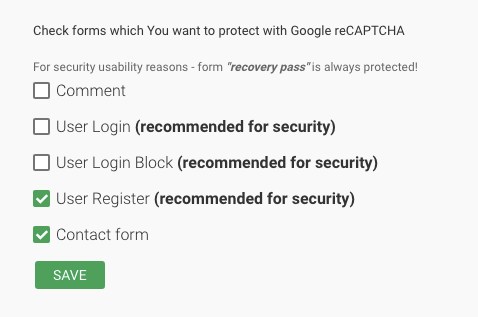 Check forms which You want to protect with Google reCAPTCHA
For security usability reasons - form "recovery pass" is always protected!
Comment
User Login (recommended for security)
User Login Block (recommended for security)
User Register (recommended for security)
Contact form
SAVE